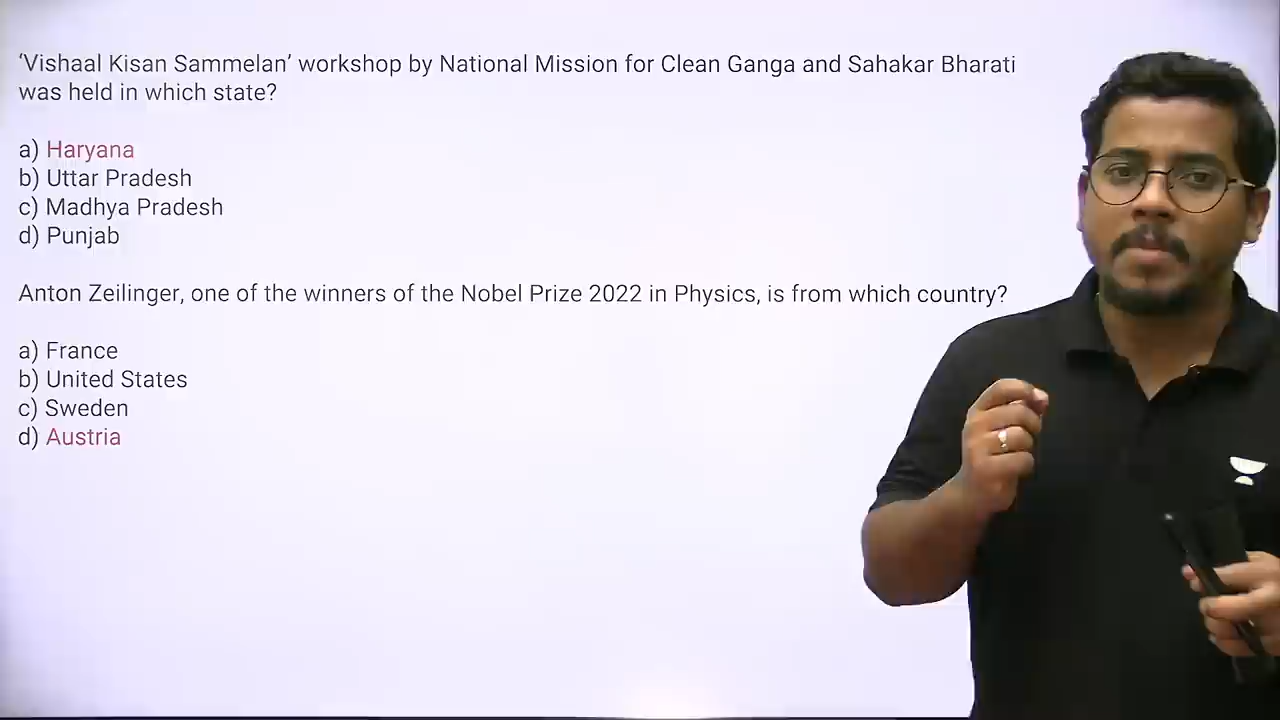 ‘Vishaal Kisan Sammelan’ workshop by National Mission for Clean Ganga and Sahakar Bharati
was held in which state?
a) Haryana
b) Uttar Pradesh
c) Madhya Pradesh
d) Punjab
Anton Zeilinger, one of the winners of the Nobel Prize 2022 in Physics, is from which country?
a) France
b) United States
c) Sweden
d) Austria